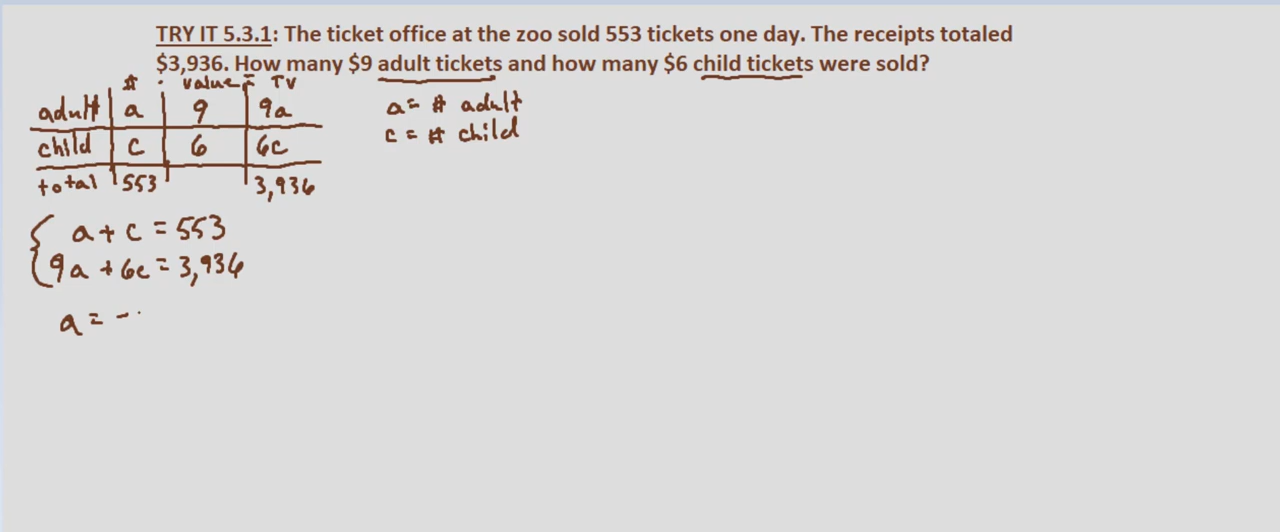 TRY IT 5.3.1: The ticket office at the zoo sold 553 tickets one day. The receipts totaled
$3,936. How many $9 adult tickets and how many $6 child tickets were sold?
# · value = TV
adult a 9 9a
child c 6 6c
total 553 3,936
a = # adult
c = # child
a + c = 553
9a + 6c = 3,936
a = -